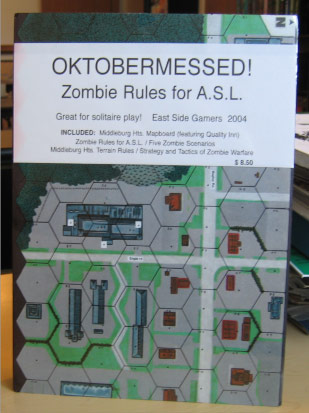 N
OKTOBERMESSED!
Zombie Rules for A.S.L.
Great for solitaire play! East Side Gamers 2004
INCLUDED: Middleburg Hts. Mapboard (featuring Quality Inn)
Zombie Rules for A.S.L. / Five Zombie Scenarios
Middleburg Hts. Terrain Rules / Strategy and Tactics of Zombie Warfare
$ 8.50